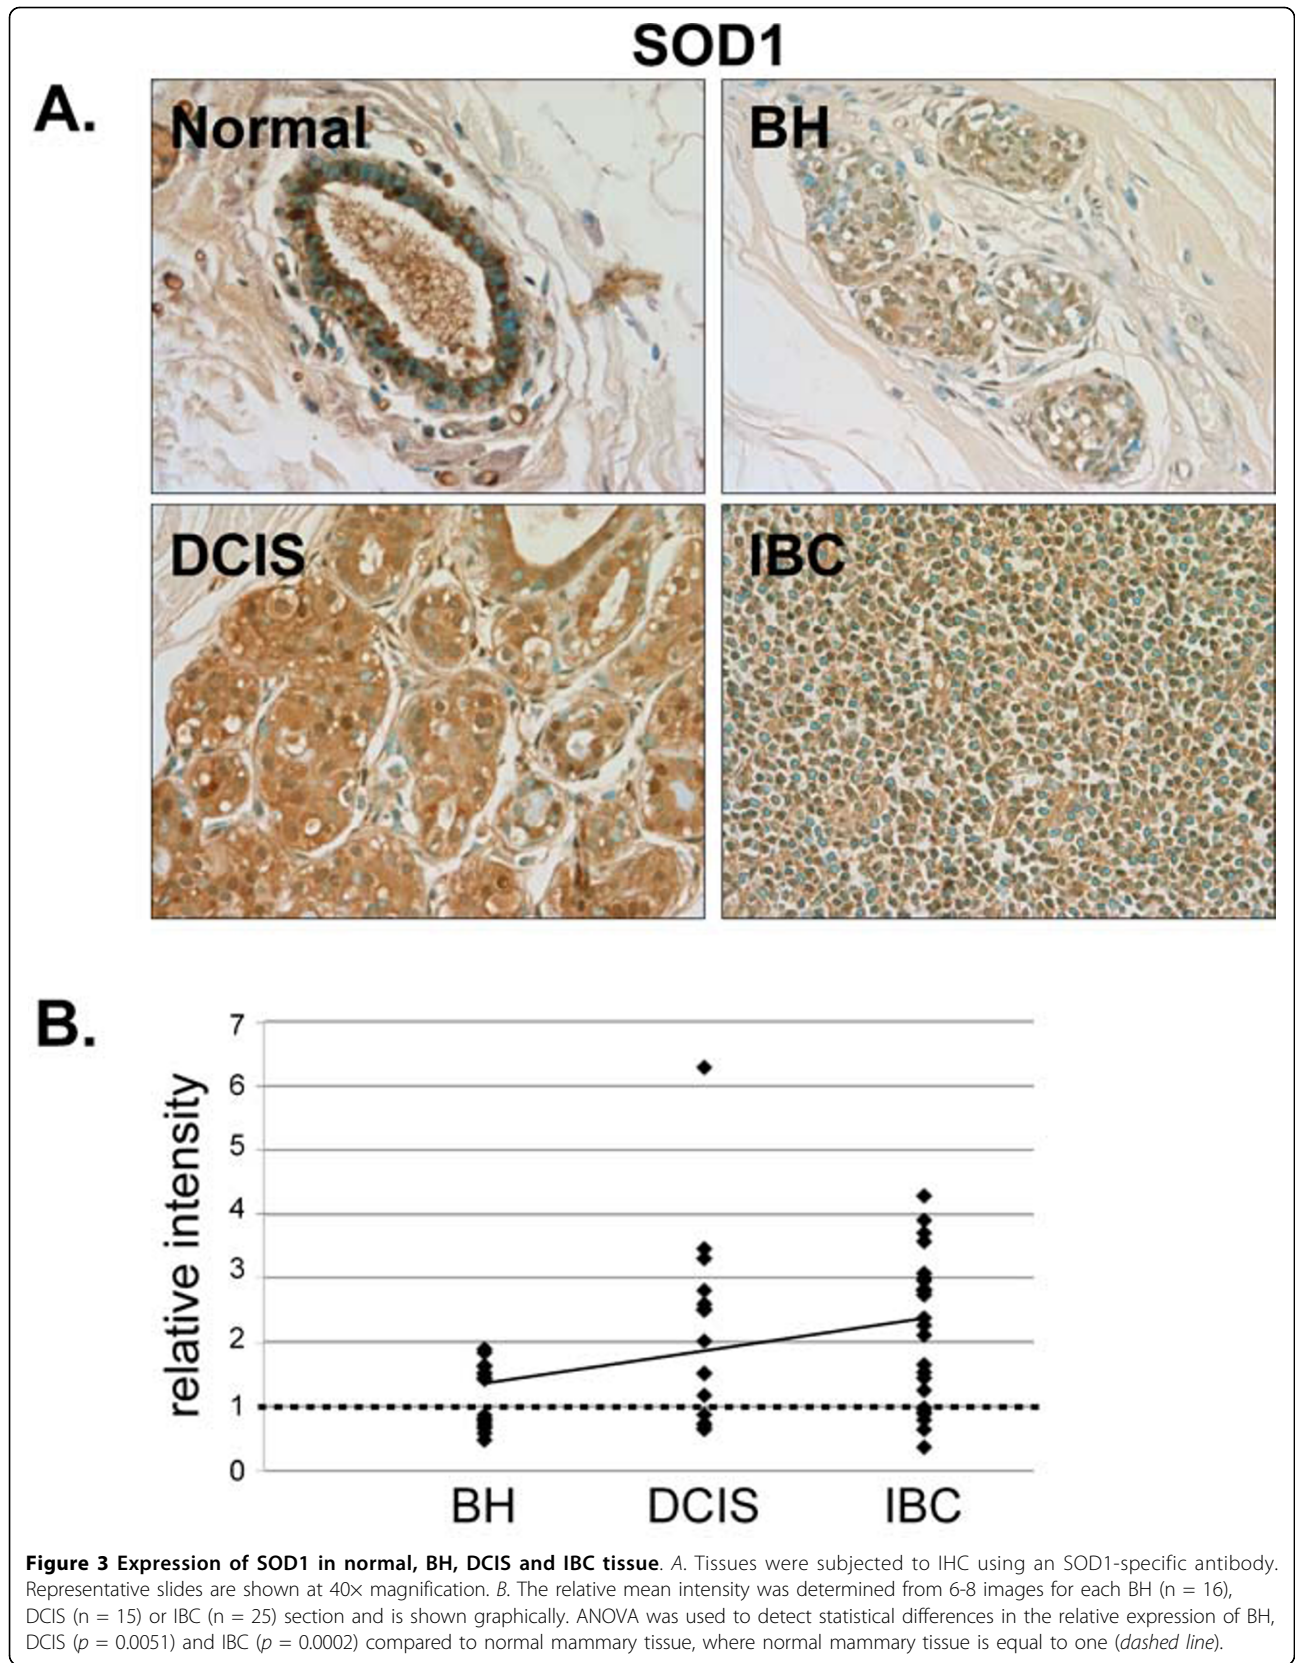 SOD1
A.
Normal
BH
DCIS
IBC
B.
7
6
5
4
3
2
1
0
relative intensity
BH
DCIS
IBC
Figure 3 Expression of SOD1 in normal, BH, DCIS and IBC tissue. A. Tissues were subjected to IHC using an SOD1-specific antibody.
Representative slides are shown at 40× magnification. B. The relative mean intensity was determined from 6-8 images for each BH (n = 16),
DCIS (n = 15) or IBC (n = 25) section and is shown graphically. ANOVA was used to detect statistical differences in the relative expression of BH,
DCIS (p = 0.0051) and IBC (p = 0.0002) compared to normal mammary tissue, where normal mammary tissue is equal to one (dashed line).